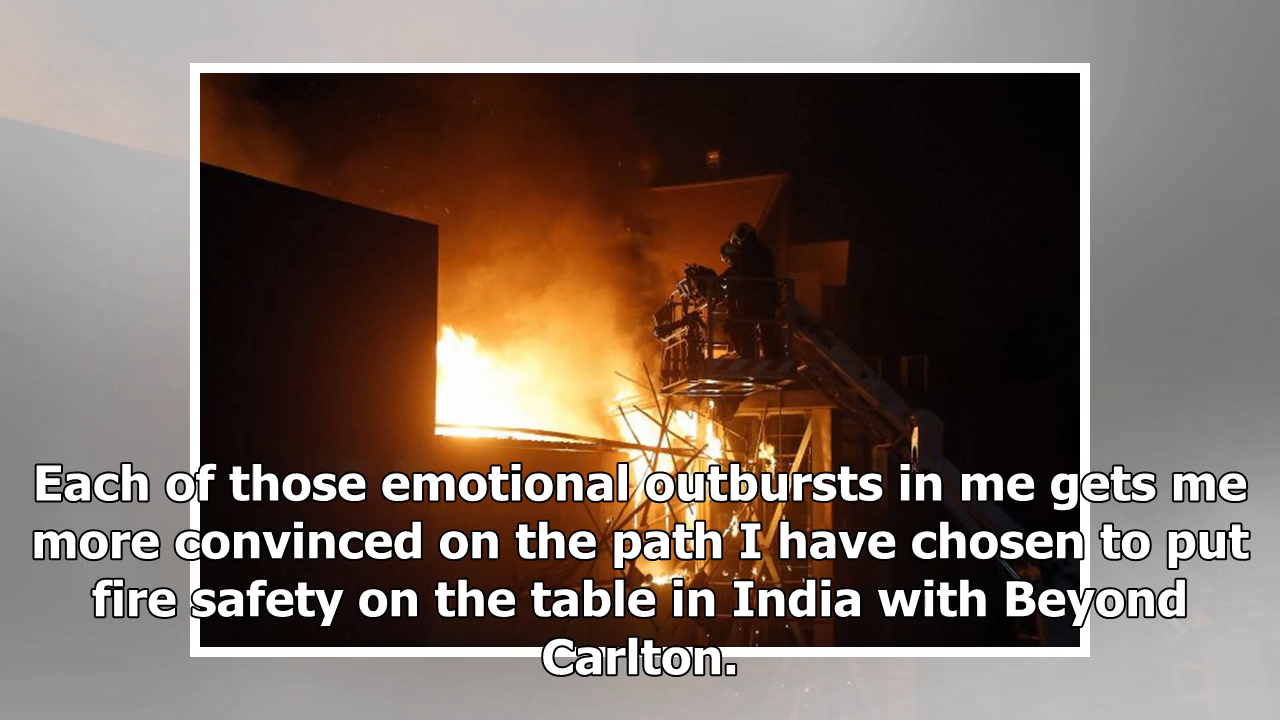 Each of those emotional outbursts in me gets me
more convinced on the path I have chosen to put
fire safety on the table in India with Beyond
Carlton.